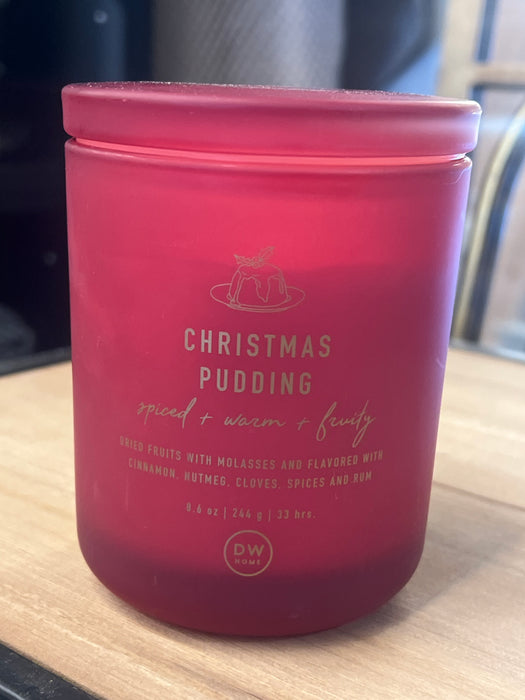 CHRISTMAS
PUDDING
spiced + warm + fruity
DRIED FRUITS WITH MOLASSES AND FLAVORED WITH
CINNAMON, NUTMEG, CLOVES, SPICES AND RUM
8.6 oz | 244 g | 33 hrs.
DW
HOME